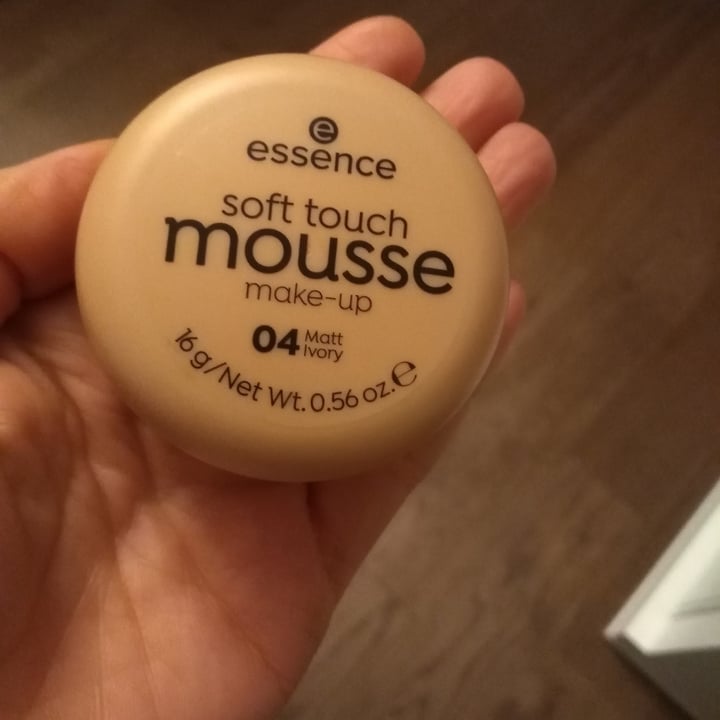 e
essence
soft touch
mousse
make-up
04 Matt
Ivory
16 g/Net Wt. 0.56 oz. ℮